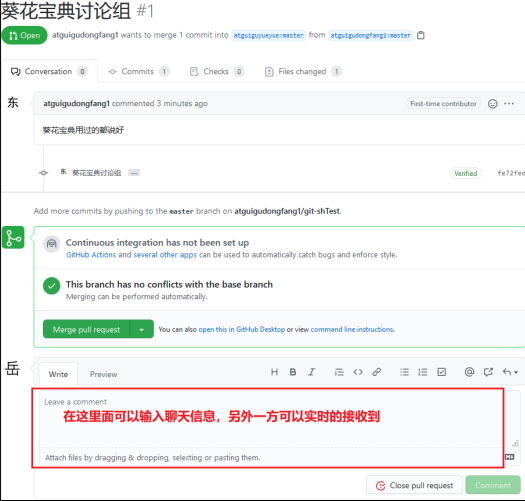 葵花宝典讨论组 #1
Open atguigudongfang1 wants to merge 1 commit into atguiguyueyue:master from atguigudongfang1:master
Conversation 0 Commits 1 Checks 0 Files changed 1
东 atguigudongfang1 commented 3 minutes ago First-time contributor
葵花宝典用过的都说好
东 葵花宝典讨论组 ... Verified fe72fed
Add more commits by pushing to the master branch on atguigudongfang1/git-shTest.
Continuous integration has not been set up
GitHub Actions and several other apps can be used to automatically catch bugs and enforce style.
This branch has no conflicts with the base branch
Merging can be performed automatically.
Merge pull request You can also open this in GitHub Desktop or view command line instructions.
岳 Write Preview H B I
Leave a comment
在这里面可以输入聊天信息，另外一方可以实时的接收到
Attach files by dragging & dropping, selecting or pasting them.
Close pull request Comment